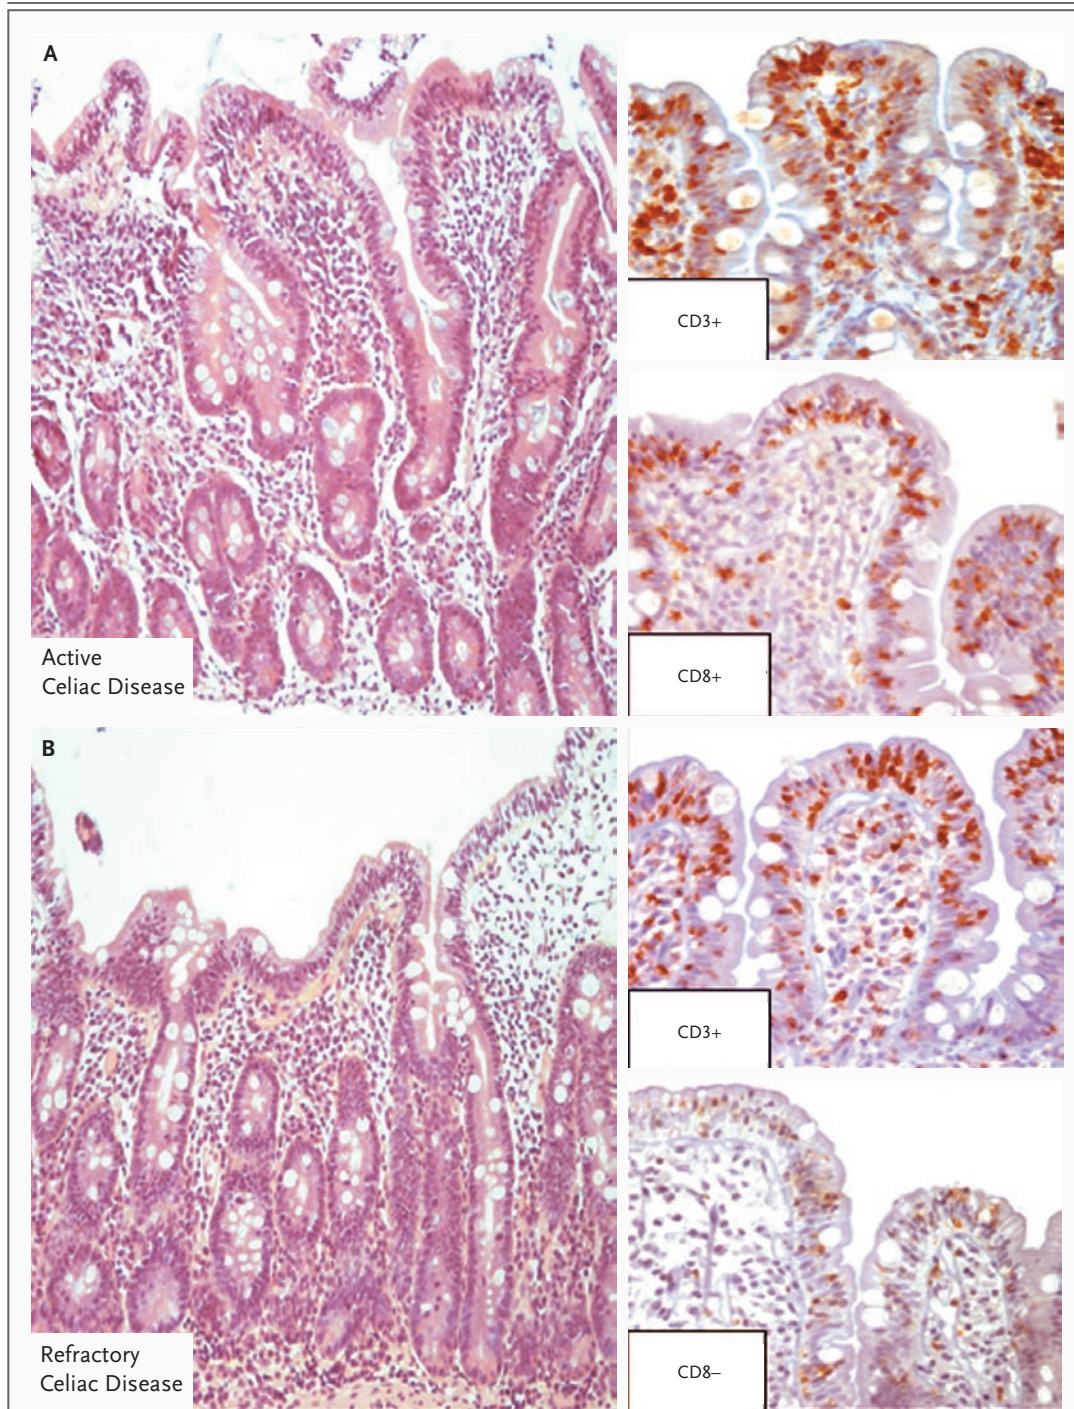 A
CD3+
CD8+
Active
Celiac Disease
B
CD3+
CD8–
Refractory
Celiac Disease